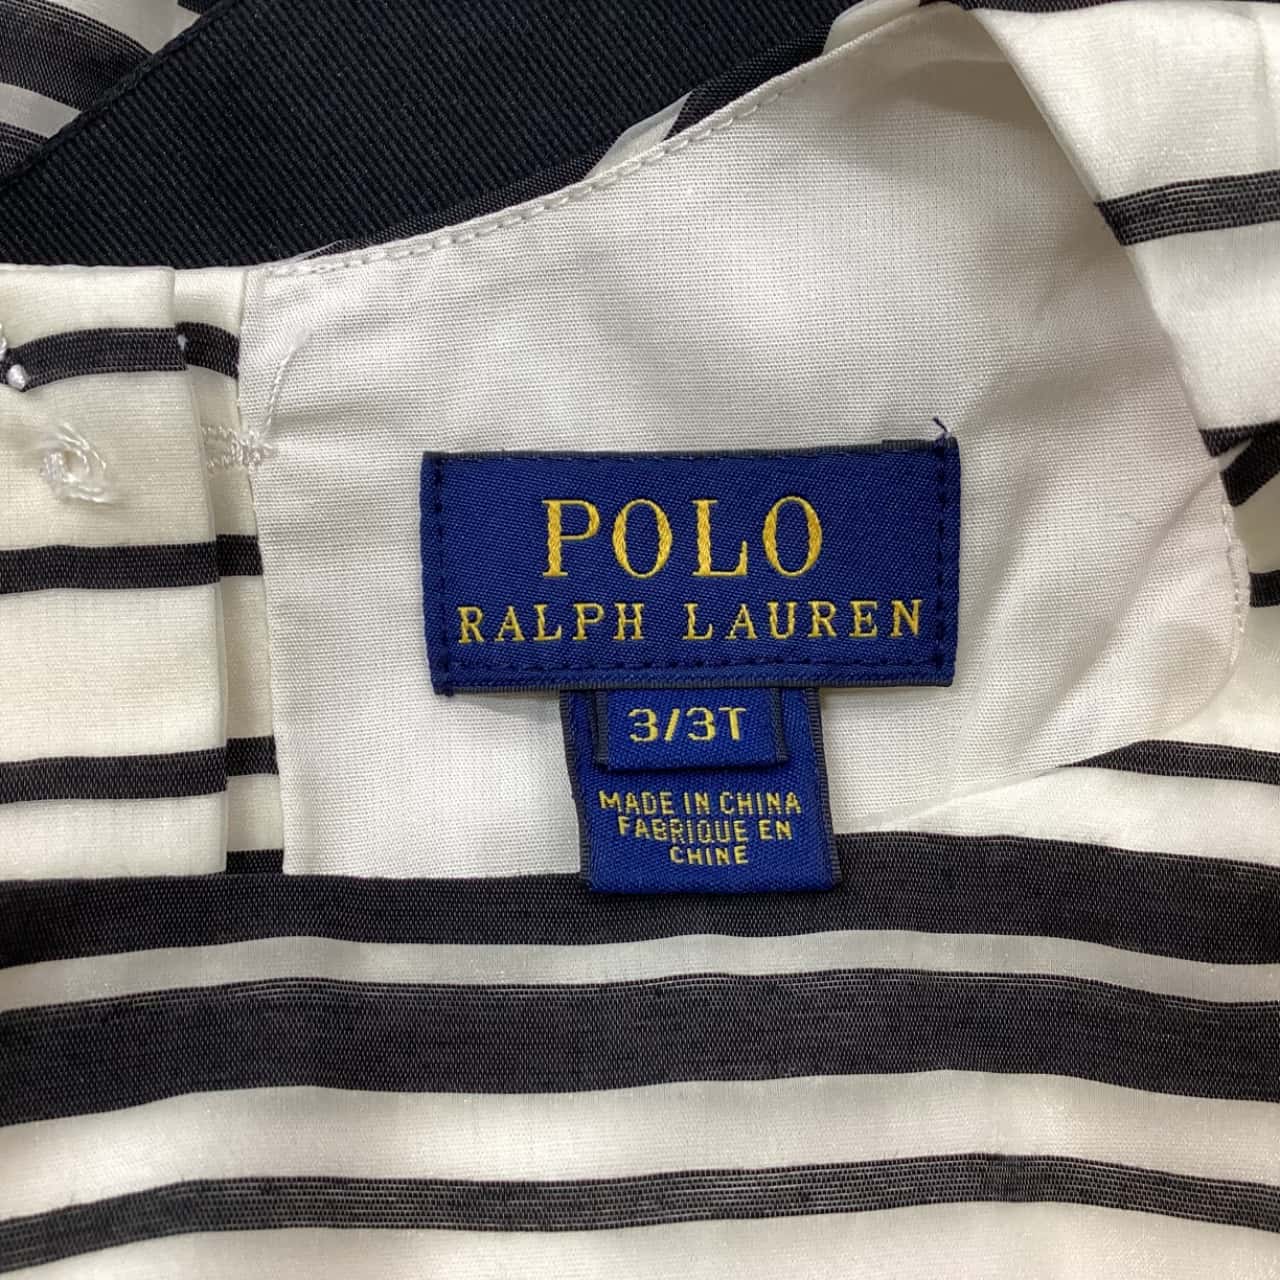 POLO
RALPH LAUREN
3/3T
MADE IN CHINA
FABRIQUE EN
CHINE